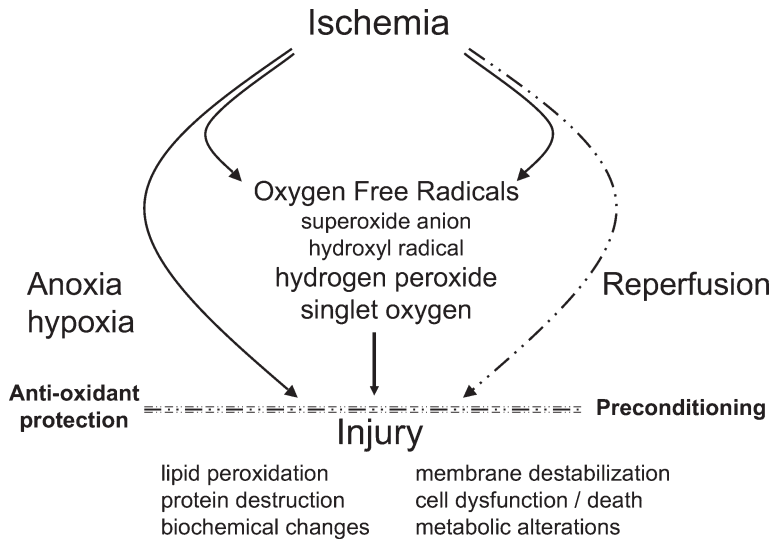 Ischemia
Oxygen Free Radicals
superoxide anion
hydroxyl radical
hydrogen peroxide
singlet oxygen
Anoxia
hypoxia
Reperfusion
Anti-oxidant
protection
Preconditioning
Injury
lipid peroxidation
protein destruction
biochemical changes
membrane destabilization
cell dysfunction / death
metabolic alterations